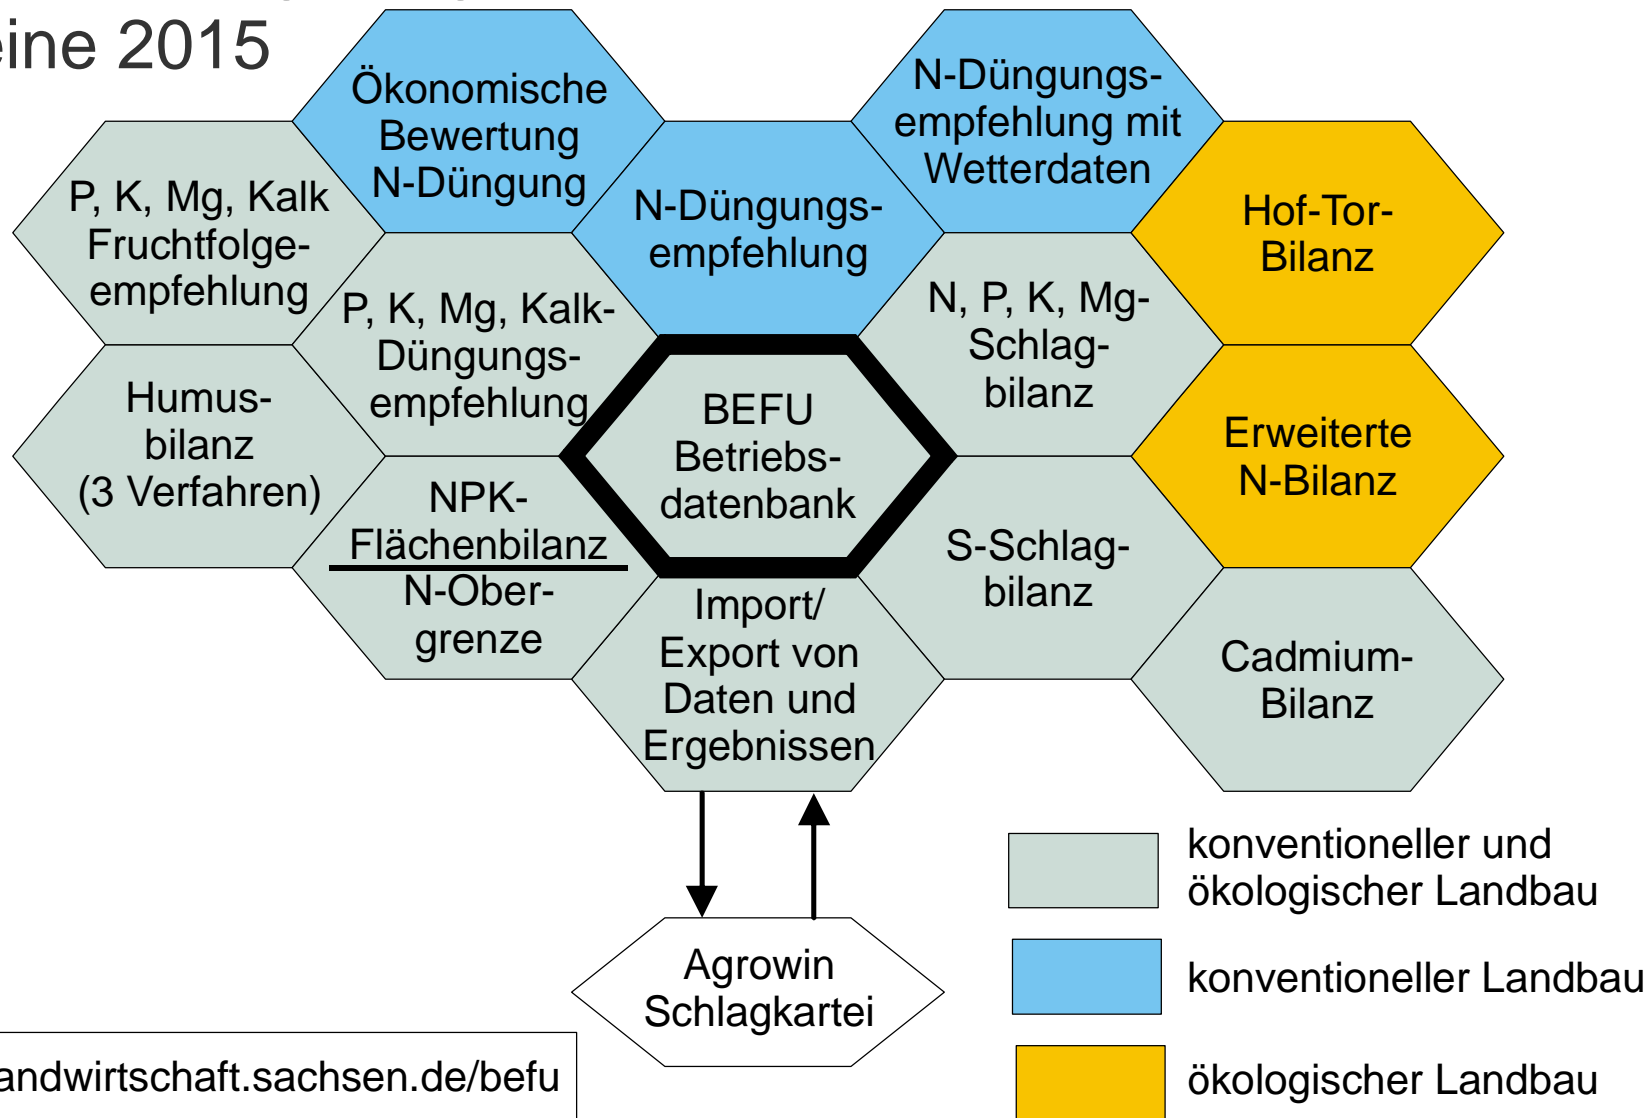 eine 2015
Ökonomische
Bewertung
N-Düngung
N-Düngungs-
empfehlung mit
Wetterdaten
P, K, Mg, Kalk
Fruchtfolge-
empfehlung
N-Düngungs-
empfehlung
Hof-Tor-
Bilanz
P, K, Mg, Kalk-
Düngungs-
empfehlung
N, P, K, Mg-
Schlag-
bilanz
Humus-
bilanz
(3 Verfahren)
BEFU
Betriebs-
datenbank
Erweiterte
N-Bilanz
NPK-
Flächenbilanz
N-Ober-
grenze
S-Schlag-
bilanz
Import/
Export von
Daten und
Ergebnissen
Cadmium-
Bilanz
Agrowin
Schlagkartei
konventioneller und
ökologischer Landbau
konventioneller Landbau
ökologischer Landbau
andwirtschaft.sachsen.de/befu